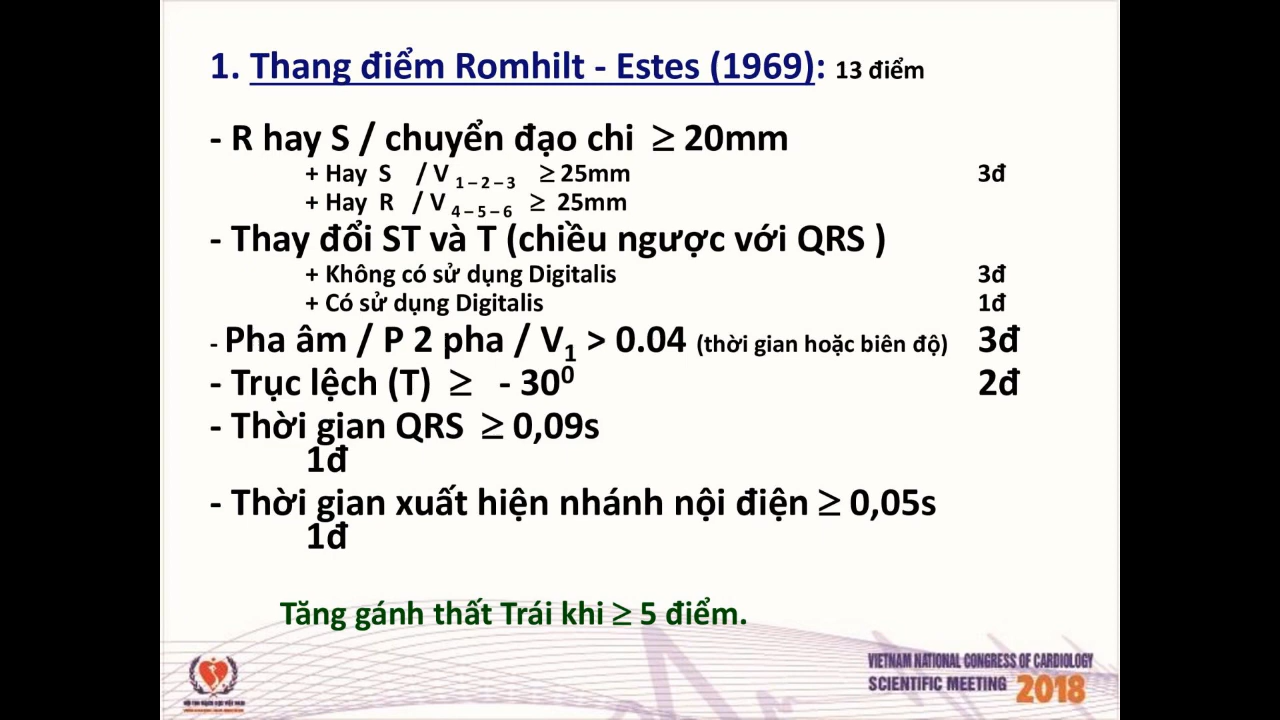 1. Thang điểm Romhilt - Estes (1969): 13 điểm
- R hay S / chuyển đạo chi ≥ 20mm
+ Hay S / V 1 – 2 – 3 ≥ 25mm 3đ
+ Hay R / V 4 – 5 – 6 ≥ 25mm
- Thay đổi ST và T (chiều ngược với QRS )
+ Không có sử dụng Digitalis 3đ
+ Có sử dụng Digitalis 1đ
- Pha âm / P 2 pha / V1 > 0.04 (thời gian hoặc biên độ) 3đ
- Trục lệch (T) ≥ - 30⁰ 2đ
- Thời gian QRS ≥ 0,09s
1đ
- Thời gian xuất hiện nhánh nội điện ≥ 0,05s
1đ
Tăng gánh thất Trái khi ≥ 5 điểm.
VIETNAM NATIONAL CONGRESS OF CARDIOLOGY
SCIENTIFIC MEETING 2018